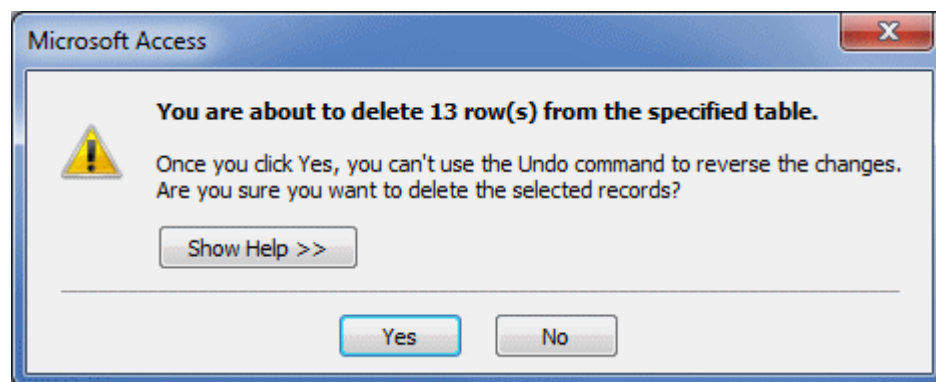 Microsoft Access
You are about to delete 13 row(s) from the specified table.
Once you click Yes, you can't use the Undo command to reverse the changes.
Are you sure you want to delete the selected records?
Show Help >>
Yes
No